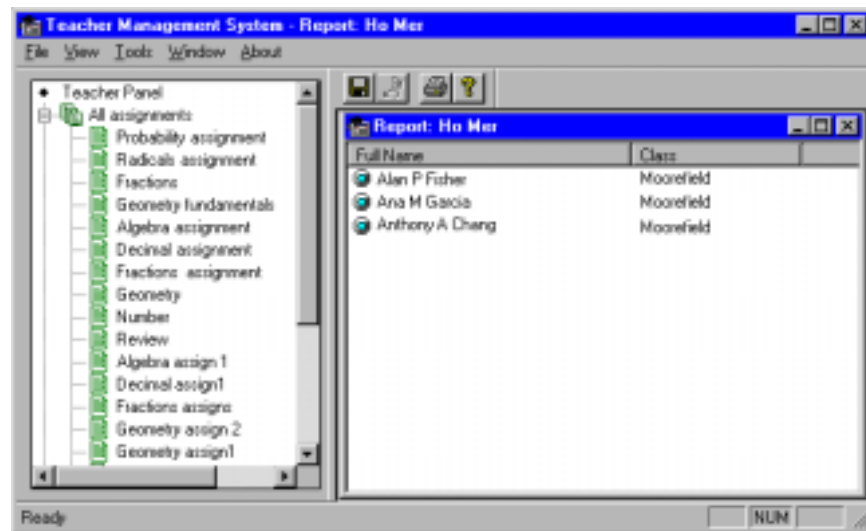 Teacher Management System - Report: Ho Mer
File View Tools Window About
Teacher Panel
All assignments
Probability assignment
Radicals assignment
Fractions
Geometry fundamentals
Algebra assignment
Decimal assignment
Fractions assignment
Geometry
Number
Review
Algebra assign 1
Decimal assign1
Fractions assigns
Geometry assign 2
Geometry assign1
Report: Ho Mer
Full Name Class
Alan P Fisher Moorefield
Ana M Garcia Moorefield
Anthony A Chang Moorefield
Ready NUM